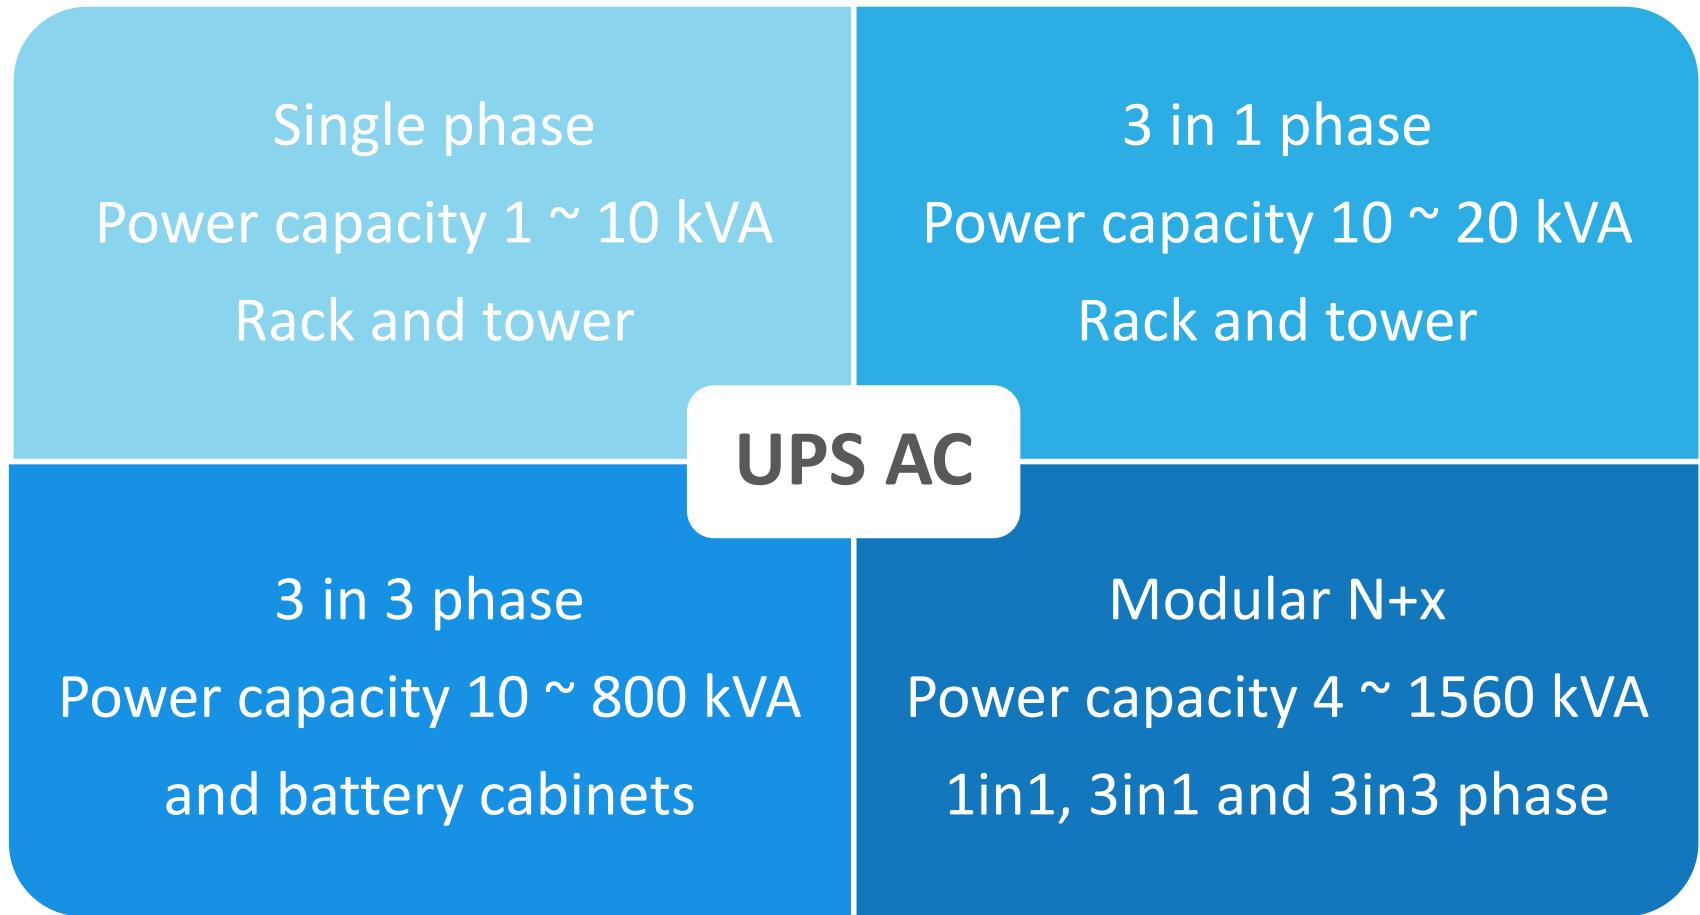 Single phase
Power capacity 1 ~ 10 kVA
Rack and tower
3 in 1 phase
Power capacity 10 ~ 20 kVA
Rack and tower
UPS AC
3 in 3 phase
Power capacity 10 ~ 800 kVA
and battery cabinets
Modular N+x
Power capacity 4 ~ 1560 kVA
1in1, 3in1 and 3in3 phase